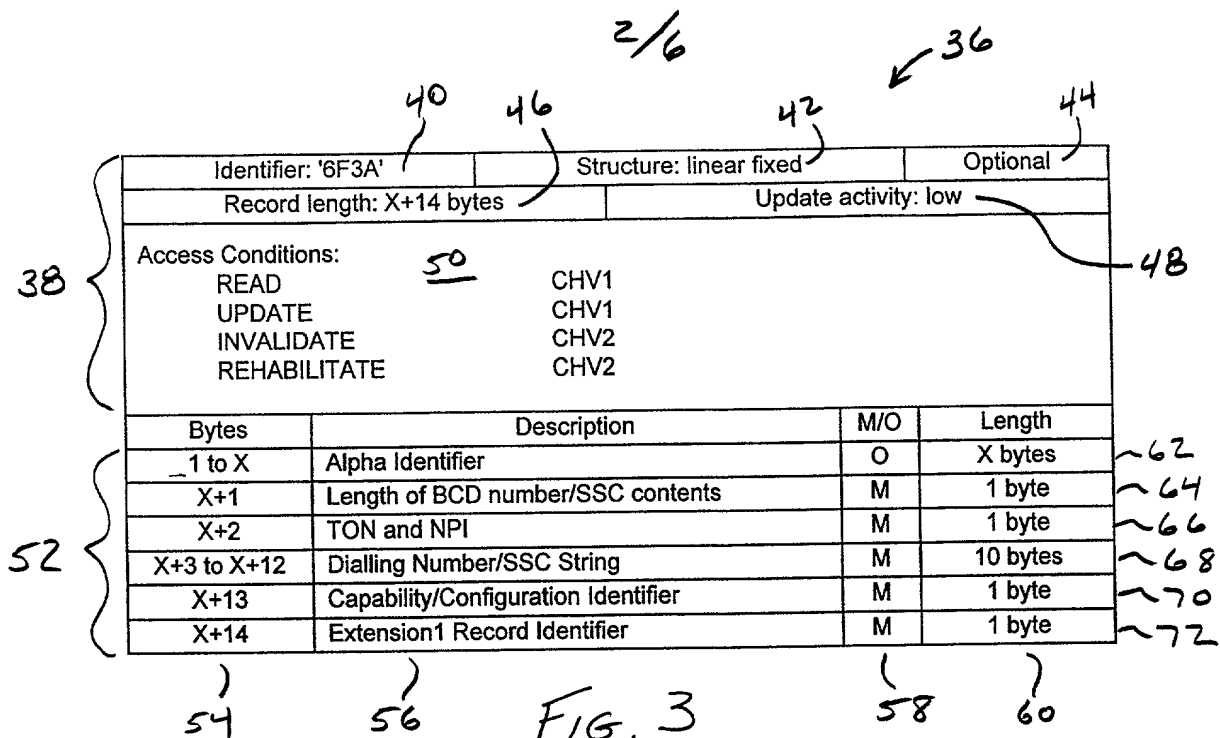 2/6
36
40 46 42 44
Identifier: '6F3A' Structure: linear fixed Optional
Record length: X+14 bytes Update activity: low
48
38
Access Conditions: 50
READ CHV1
UPDATE CHV1
INVALIDATE CHV2
REHABILITATE CHV2
Bytes Description M/O Length
1 to X Alpha Identifier O X bytes 62
X+1 Length of BCD number/SSC contents M 1 byte 64
X+2 TON and NPI M 1 byte 66
52
X+3 to X+12 Dialling Number/SSC String M 10 bytes 68
X+13 Capability/Configuration Identifier M 1 byte 70
X+14 Extension1 Record Identifier M 1 byte 72
54 56 58 60
FIG. 3